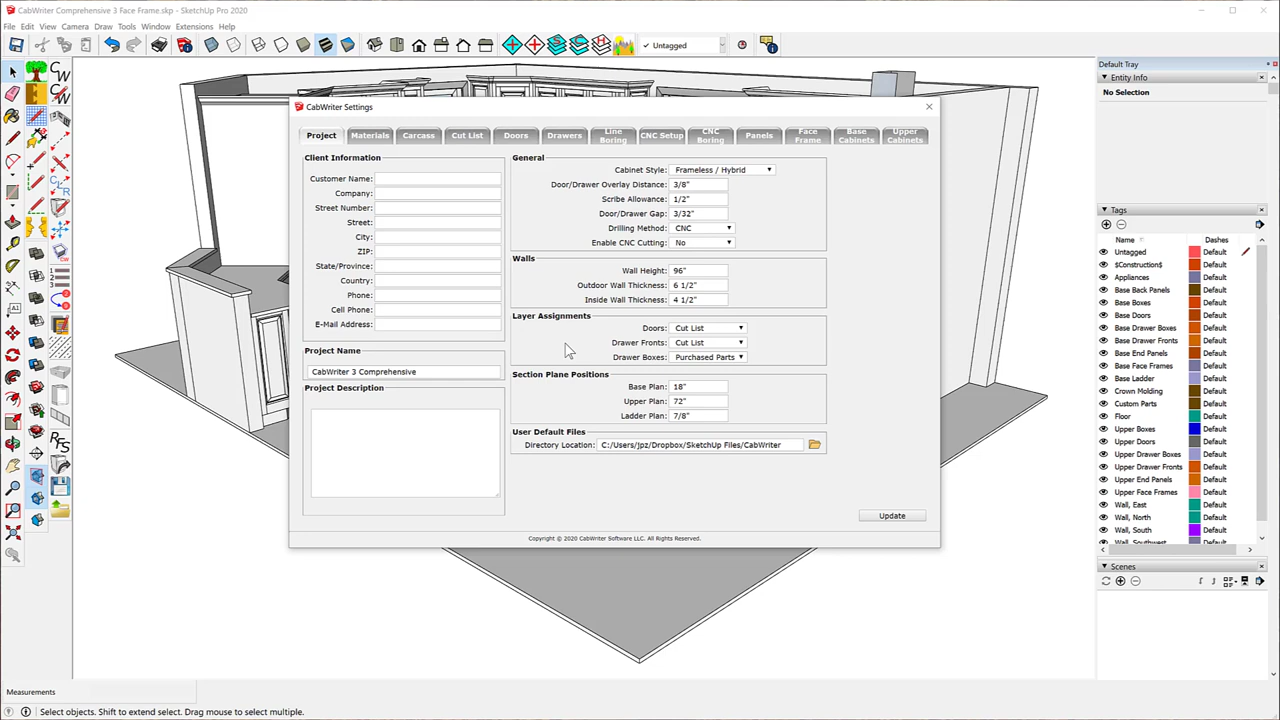 CabWriter Comprehensive 3 Face Frame.skp - SketchUp Pro 2020
File Edit View Camera Draw Tools Window Extensions Help
Untagged
Default Tray
Entity Info
No Selection
CabWriter Settings
Project Materials Carcass Cut List Doors Drawers Line Boring CNC Setup CNC Boring Panels Face Frame Base Cabinets Upper Cabinets
Client Information
Customer Name:
Company:
Street Number:
Street:
City:
ZIP:
State/Province:
Country:
Phone:
Cell Phone:
E-Mail Address:
Project Name
CabWriter 3 Comprehensive
Project Description
General
Cabinet Style: Frameless / Hybrid
Door/Drawer Overlay Distance: 3/8"
Scribe Allowance: 1/2"
Door/Drawer Gap: 3/32"
Drilling Method: CNC
Enable CNC Cutting: No
Walls
Wall Height: 96"
Outdoor Wall Thickness: 6 1/2"
Inside Wall Thickness: 4 1/2"
Layer Assignments
Doors: Cut List
Drawer Fronts: Cut List
Drawer Boxes: Purchased Parts
Section Plane Positions
Base Plan: 18"
Upper Plan: 72"
Ladder Plan: 7/8"
User Default Files
Directory Location: C:/Users/jpz/Dropbox/SketchUp Files/CabWriter
Update
Copyright © 2020 CabWriter Software LLC. All Rights Reserved.
Tags
Name Dashes
Untagged Default
$Construction$ Default
Appliances Default
Base Back Panels Default
Base Boxes Default
Base Doors Default
Base Drawer Boxes Default
Base Drawer Fronts Default
Base End Panels Default
Base Face Frames Default
Base Ladder Default
Crown Molding Default
Custom Parts Default
Floor Default
Upper Boxes Default
Upper Doors Default
Upper Drawer Boxes Default
Upper Drawer Fronts Default
Upper End Panels Default
Upper Face Frames Default
Wall, East Default
Wall, North Default
Wall, South Default
Wall, Southwest Default
Scenes
Measurements
Select objects. Shift to extend select. Drag mouse to select multiple.